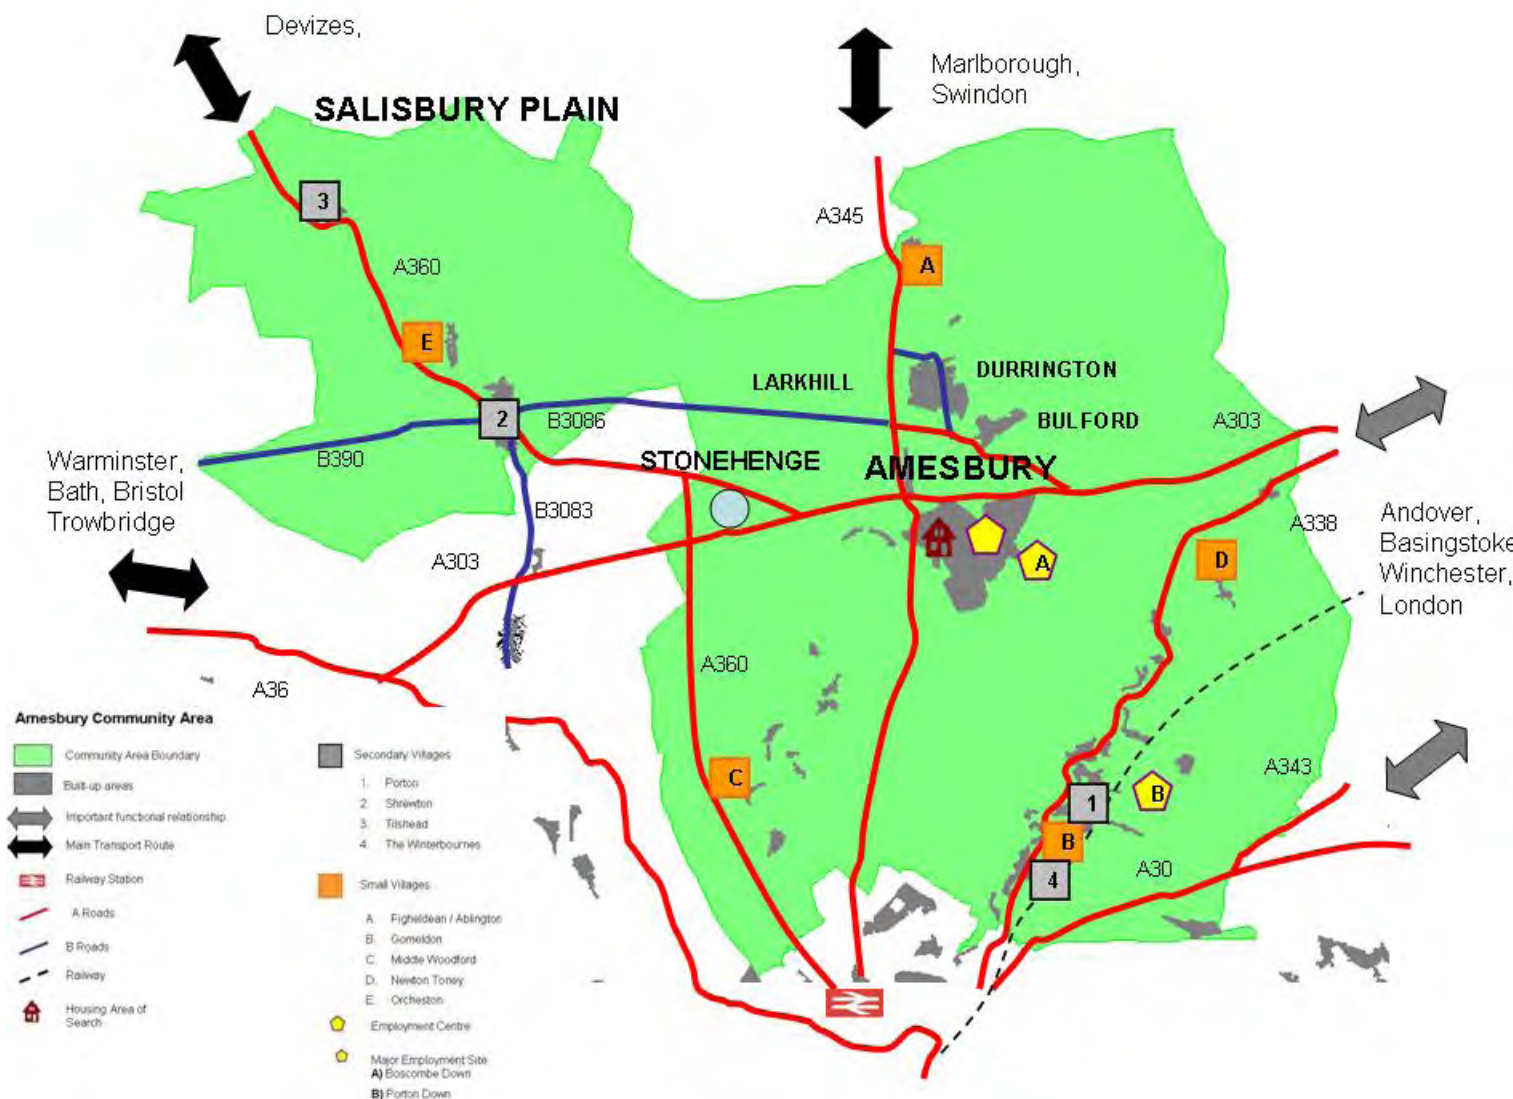 Devizes,
SALISBURY PLAIN
Marlborough,
Swindon
3
A345
A360
A
E
LARKHILL
DURRINGTON
2
B3086
BULFORD
A303
B390
STONEHENGE
AMESBURY
Warminster,
Bath, Bristol
Trowbridge
B3083
A338
Andover,
Basingstoke
Winchester,
London
A303
A
D
A360
A36
C
1
B
A343
B
4
A30
Amesbury Community Area
Community Area Boundary
Built-up areas
Important functional relationship
Main Transport Route
Railway Station
A Roads
B Roads
Railway
Housing Area of
Search
Secondary Villages
1. Porton
2. Shrewton
3. Tilshead
4. The Winterbournes
Small Villages
A. Figheldean / Ablington
B. Gomeldon
C. Middle Woodford
D. Newton Toney
E. Orcheston
Employment Centre
Major Employment Site
A) Boscombe Down
B) Porton Down